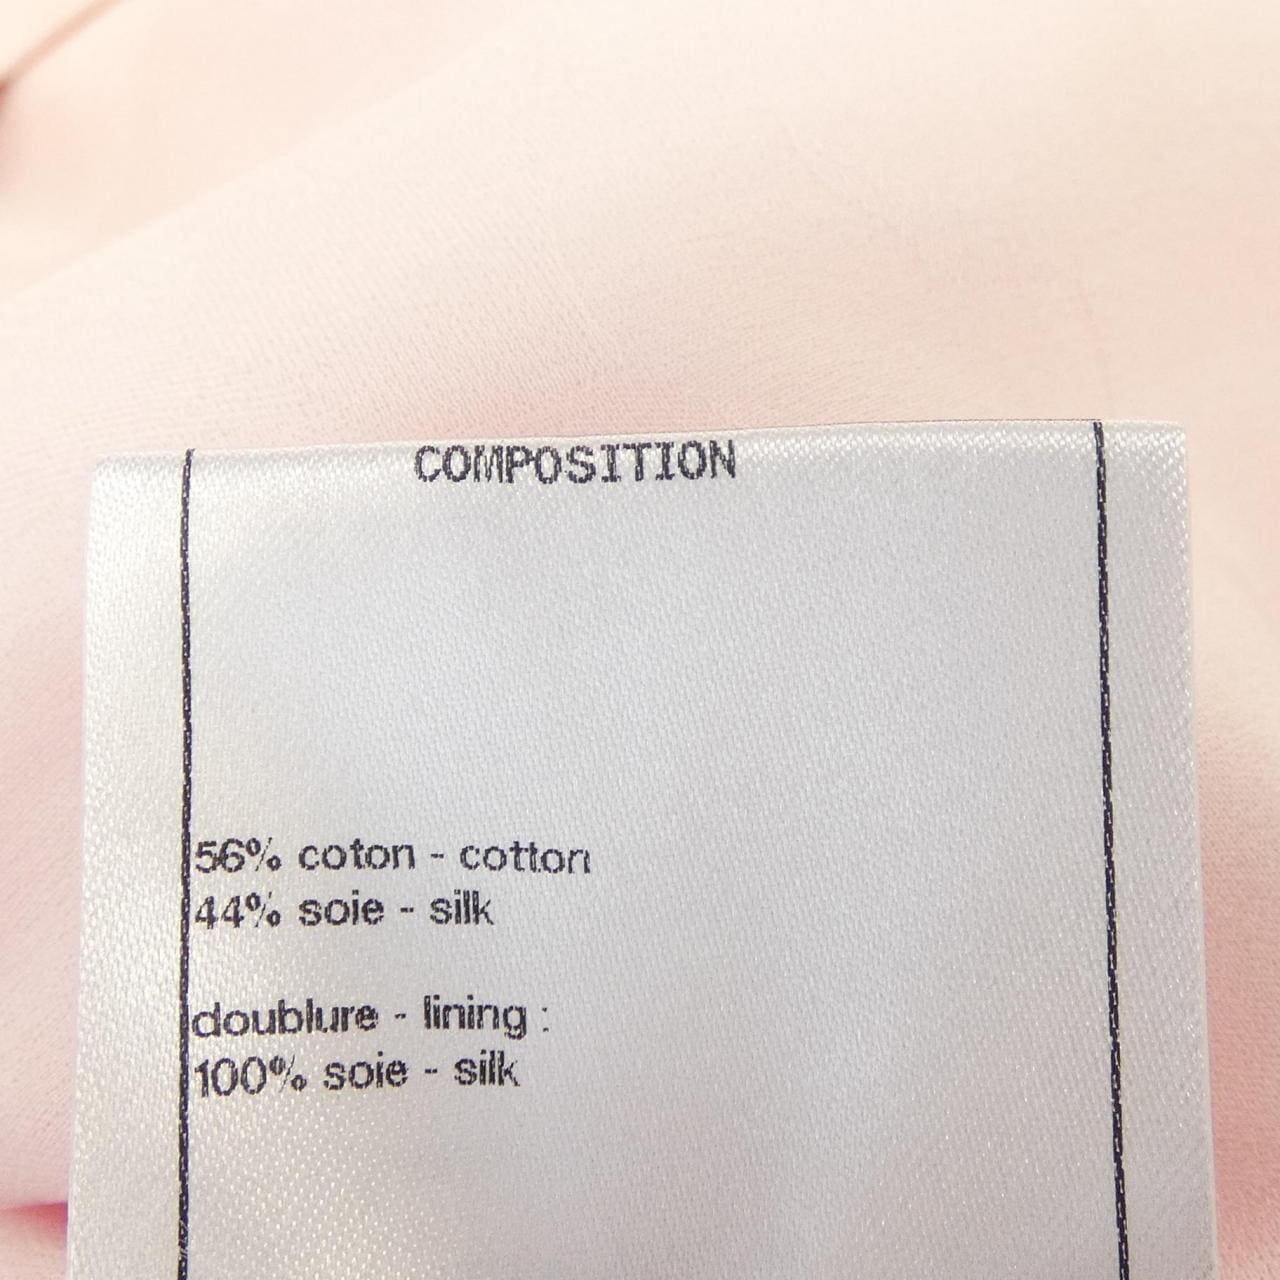 COMPOSITION
56% coton - cotton
44% soie - silk
doublure - lining :
100% soie - silk